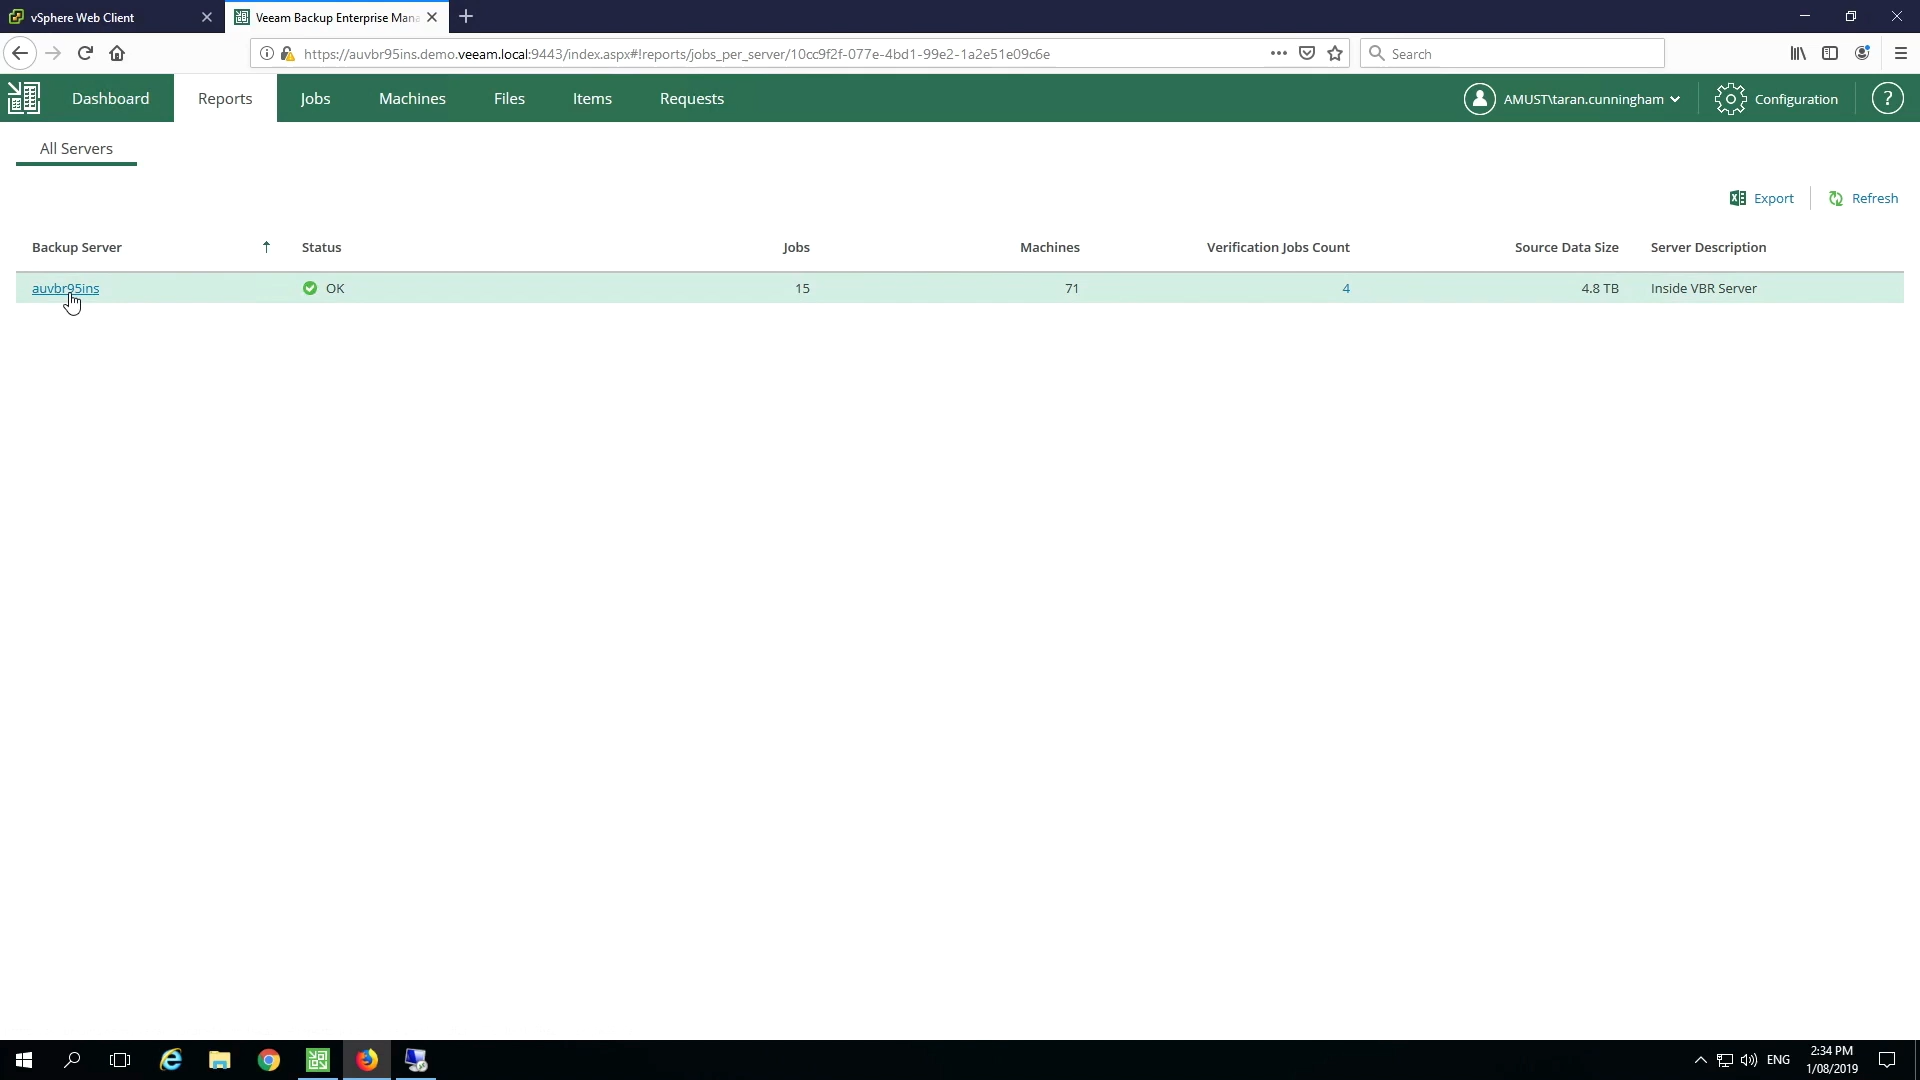 vSphere Web Client
Veeam Backup Enterprise Mana
https://auvbr95ins.demo.veeam.local:9443/index.aspx#!reports/jobs_per_server/10cc9f2f-077e-4bd1-99e2-1a2e51e09c6e
Search
Dashboard Reports Jobs Machines Files Items Requests AMUST\taran.cunningham Configuration ?
All Servers
Export Refresh
Backup Server Status Jobs Machines Verification Jobs Count Source Data Size Server Description
auvbr95ins OK 15 71 4 4.8 TB Inside VBR Server
ENG
2:34 PM
1/08/2019